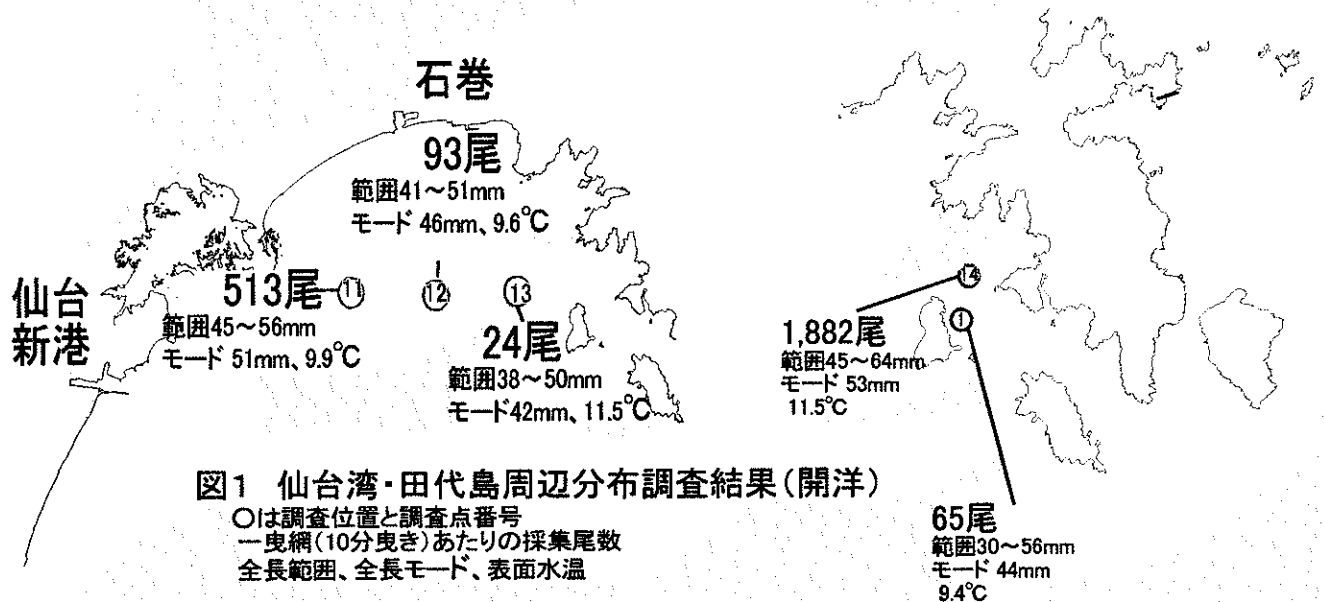 石巻
93尾
範囲41～51mm
モード 46mm、9.6℃
仙台
新港
513尾
範囲45～56mm
モード 51mm、9.9℃
⑪
⑫
⑬
24尾
範囲38～50mm
モード42mm、11.5℃
⑭
①
1,882尾
範囲45～64mm
モード 53mm
11.5℃
65尾
範囲30～56mm
モード 44mm
9.4℃
図1 仙台湾・田代島周辺分布調査結果(開洋)
○は調査位置と調査点番号
一曳網(10分曳き)あたりの採集尾数
全長範囲、全長モード、表面水温